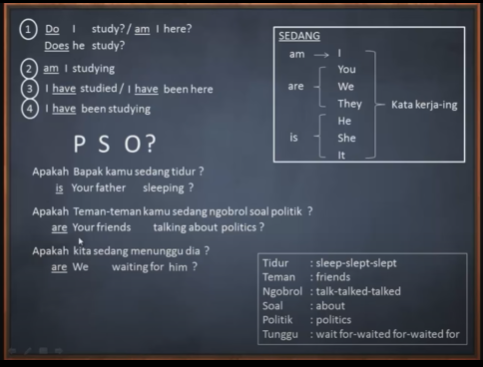 1 Do I study? / am I here?
Does he study?
2 am I studying
3 I have studied / I have been here
4 I have been studying
P S O?
Apakah Bapak kamu sedang tidur ?
is Your father sleeping ?
Apakah Teman-teman kamu sedang ngobrol soal politik ?
are Your friends talking about politics ?
Apakah kita sedang menunggu dia ?
are We waiting for him ?
SEDANG
am → I
You
are We
They
Kata kerja-ing
He
is She
It
Tidur : sleep-slept-slept
Teman : friends
Ngobrol : talk-talked-talked
Soal : about
Politik : politics
Tunggu : wait for-waited for-waited for